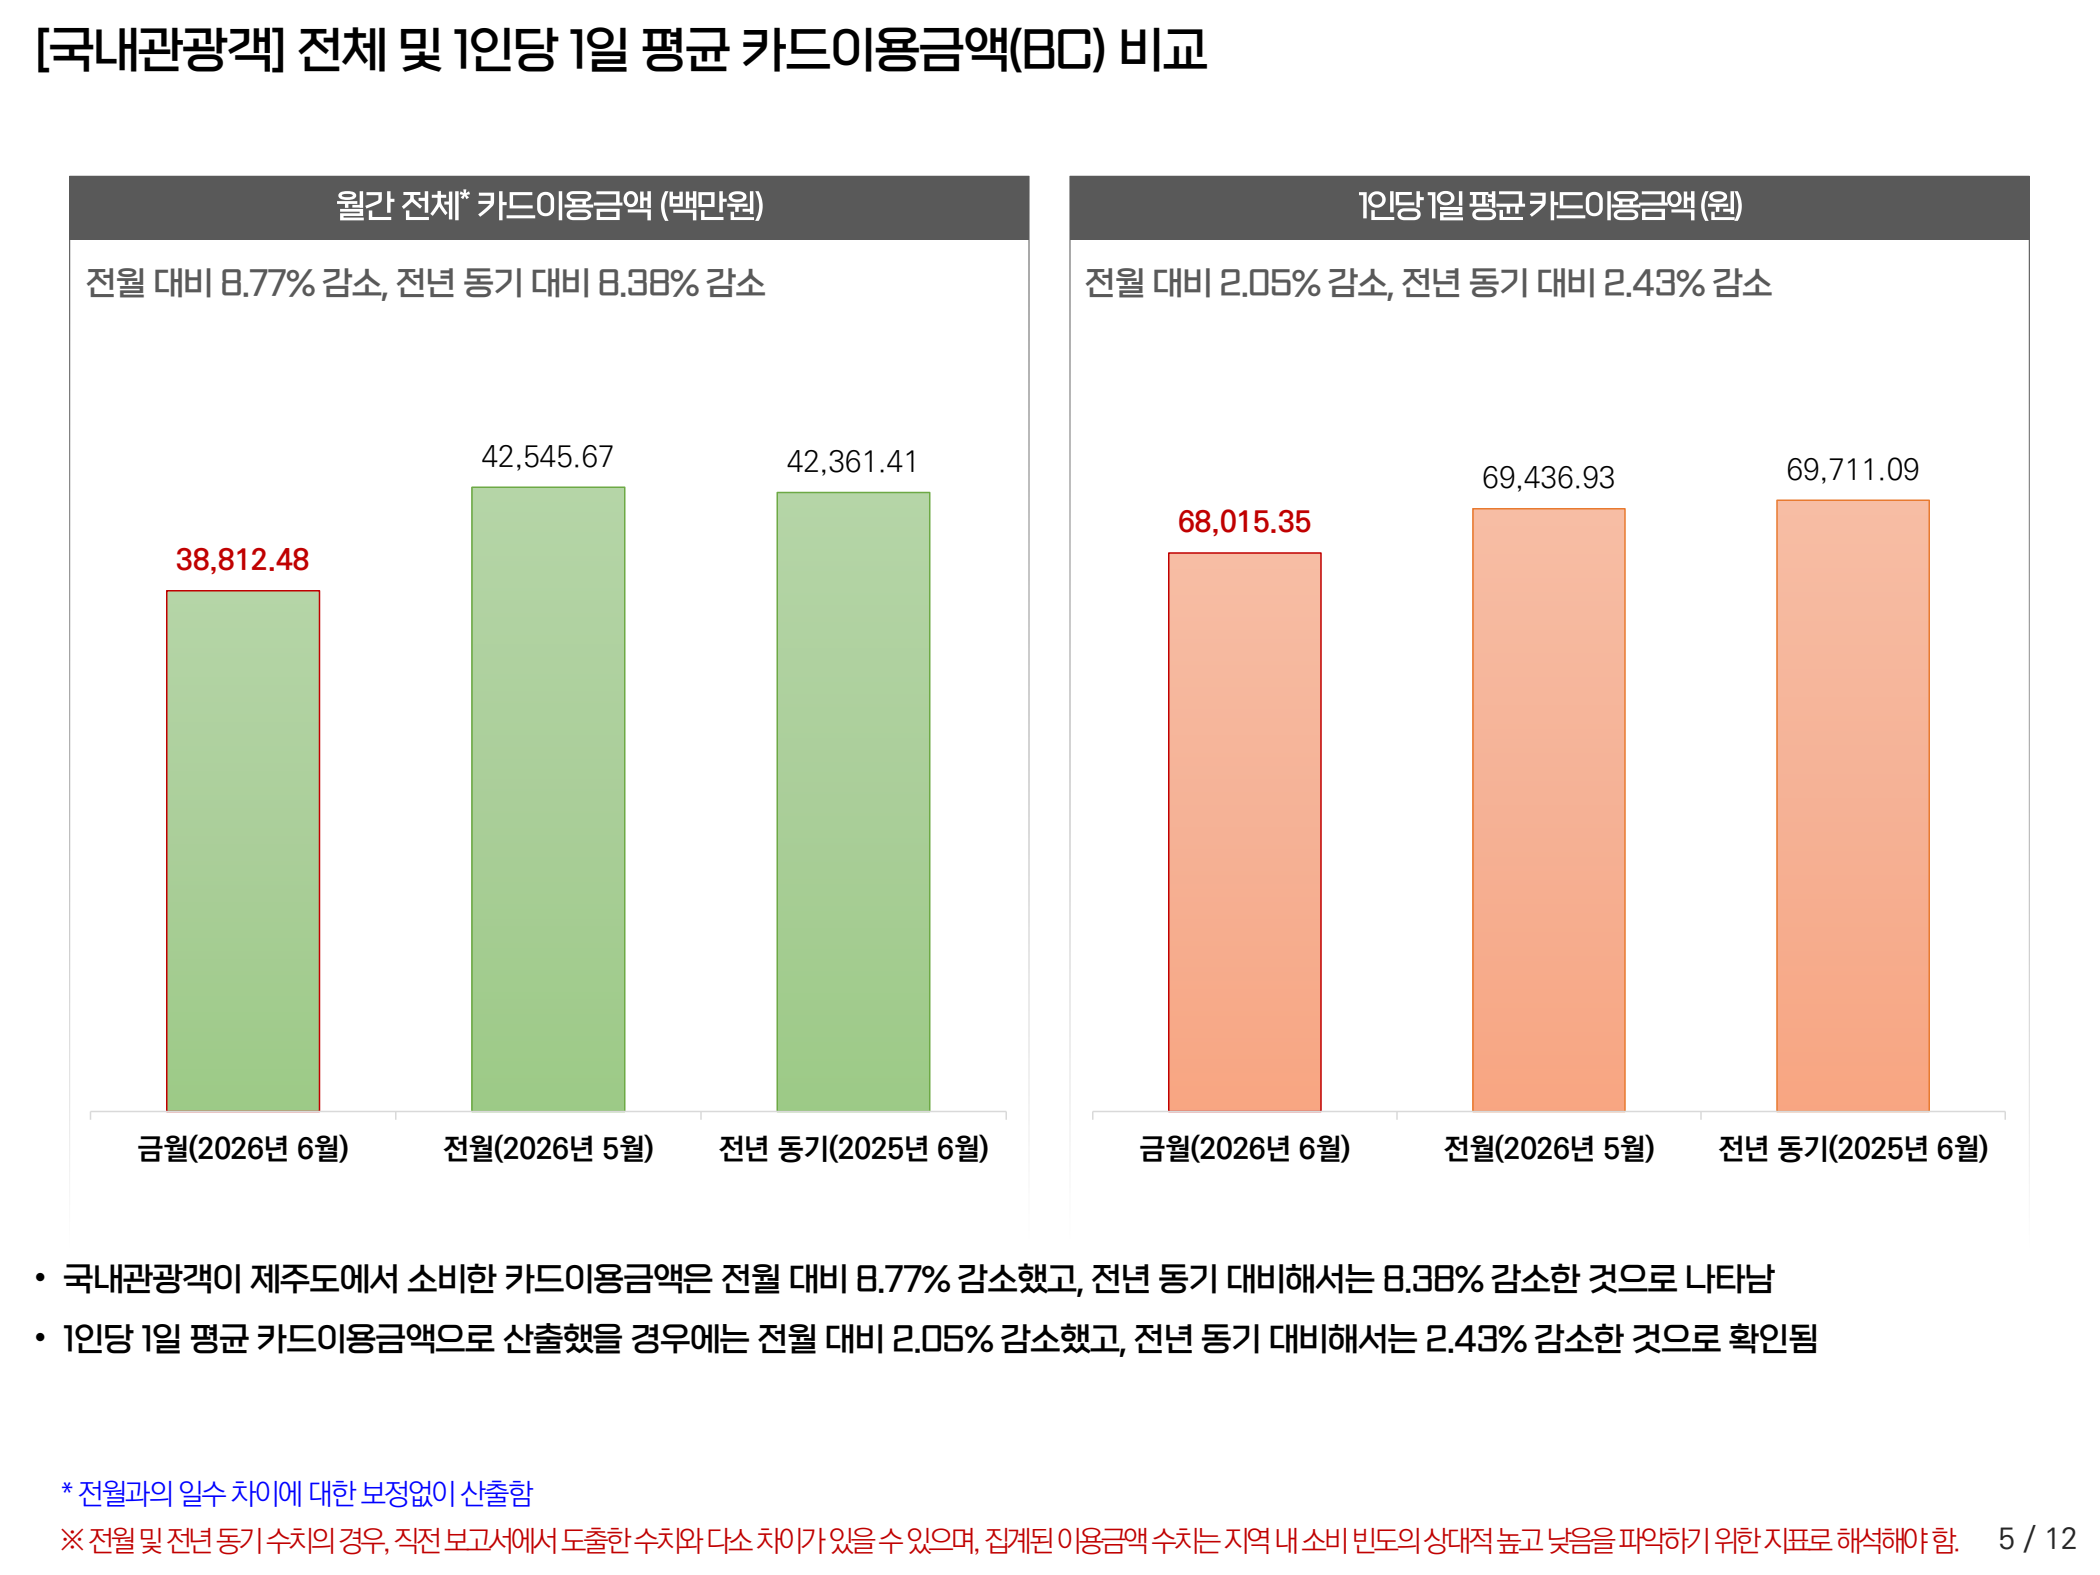 [국내관광객] 전체 및 1인당 1일 평균 카드이용금액(BC) 비교
월간 전체* 카드이용금액 (백만원)
전월 대비 8.77% 감소, 전년 동기 대비 8.38% 감소
38,812.48
42,545.67
42,361.41
금월(2026년 6월)
전월(2026년 5월)
전년 동기(2025년 6월)
1인당 1일 평균 카드이용금액 (원)
전월 대비 2.05% 감소, 전년 동기 대비 2.43% 감소
68,015.35
69,436.93
69,711.09
금월(2026년 6월)
전월(2026년 5월)
전년 동기(2025년 6월)
• 국내관광객이 제주도에서 소비한 카드이용금액은 전월 대비 8.77% 감소했고, 전년 동기 대비해서는 8.38% 감소한 것으로 나타남
• 1인당 1일 평균 카드이용금액으로 산출했을 경우에는 전월 대비 2.05% 감소했고, 전년 동기 대비해서는 2.43% 감소한 것으로 확인됨
* 전월과의 일수 차이에 대한 보정없이 산출함
※ 전월 및 전년 동기 수치의 경우, 직전 보고서에서 도출한 수치와 다소 차이가 있을 수 있으며, 집계된 이용금액 수치는 지역 내 소비 빈도의 상대적 높고 낮음을 파악하기 위한 지표로 해석해야 함.
5 / 12